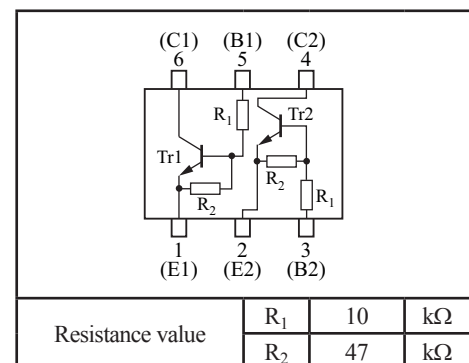 (C1) (B1) (C2)
6 5 4
R1 Tr2
Tr1
R2 R2 R1
1 2 3
(E1) (E2) (B2)
Resistance value R1 10 kΩ
R2 47 kΩ